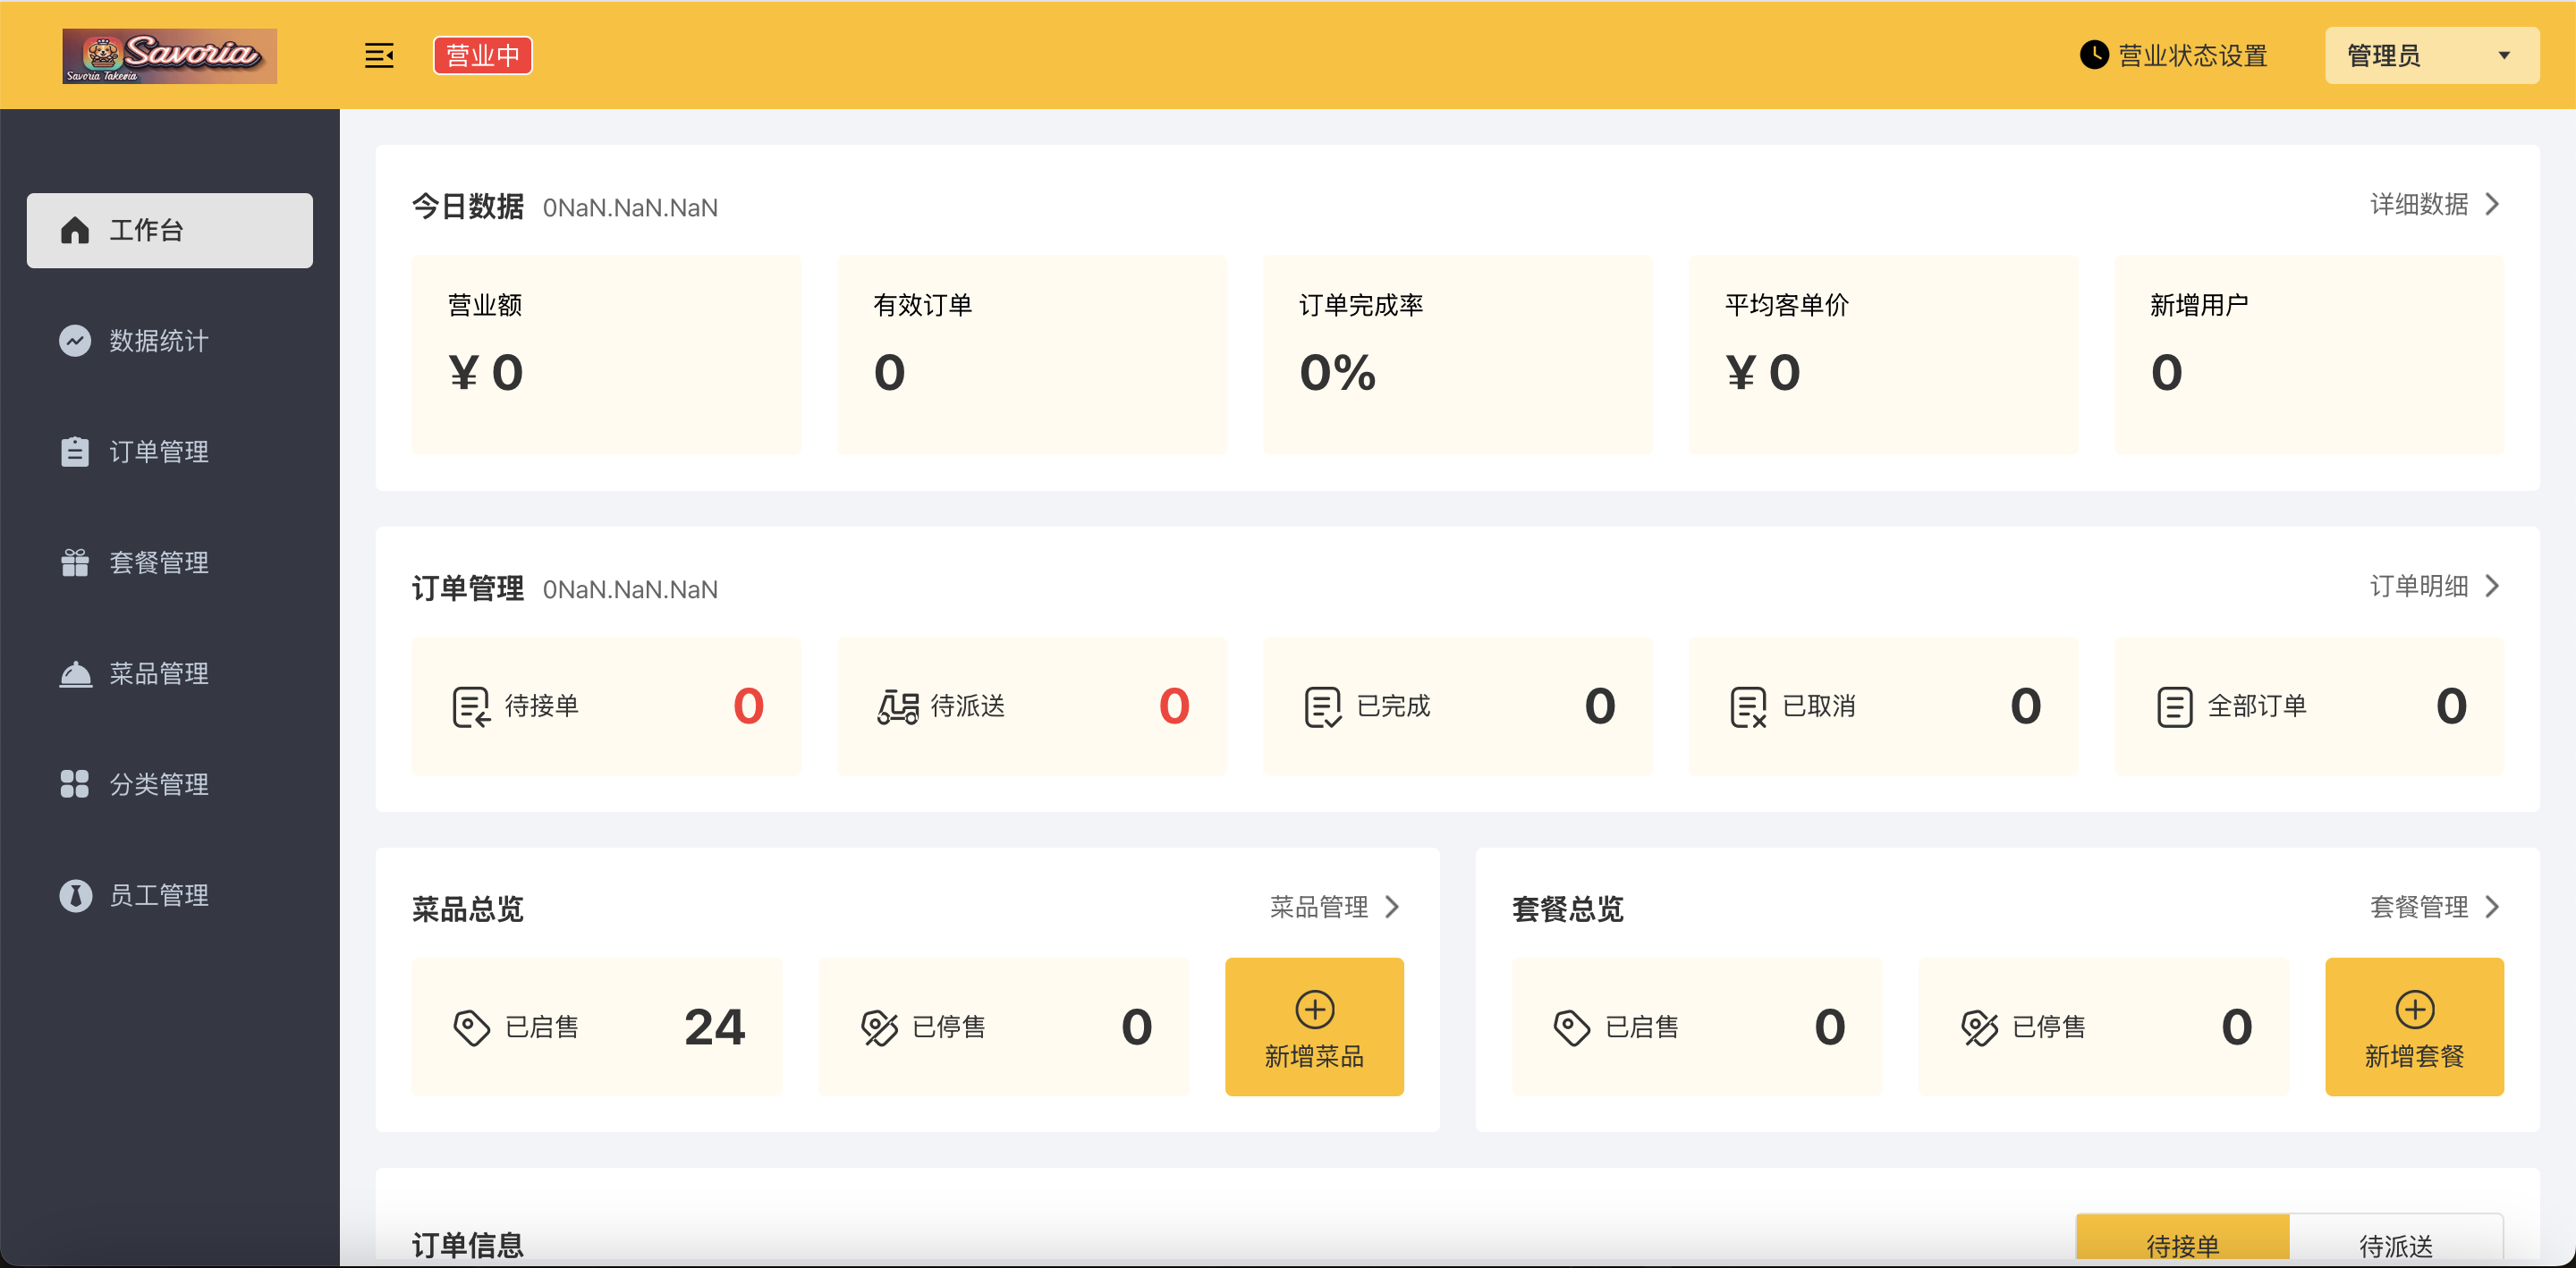 Savoria
Savoria Takeria
营业中
营业状态设置
管理员
工作台
数据统计
订单管理
套餐管理
菜品管理
分类管理
员工管理
今日数据 0NaN.NaN.NaN
详细数据
营业额
¥ 0
有效订单
0
订单完成率
0%
平均客单价
¥ 0
新增用户
0
订单管理 0NaN.NaN.NaN
订单明细
待接单 0
待派送 0
已完成 0
已取消 0
全部订单 0
菜品总览
菜品管理
已启售 24
已停售 0
新增菜品
套餐总览
套餐管理
已启售 0
已停售 0
新增套餐
订单信息
待接单
待派送